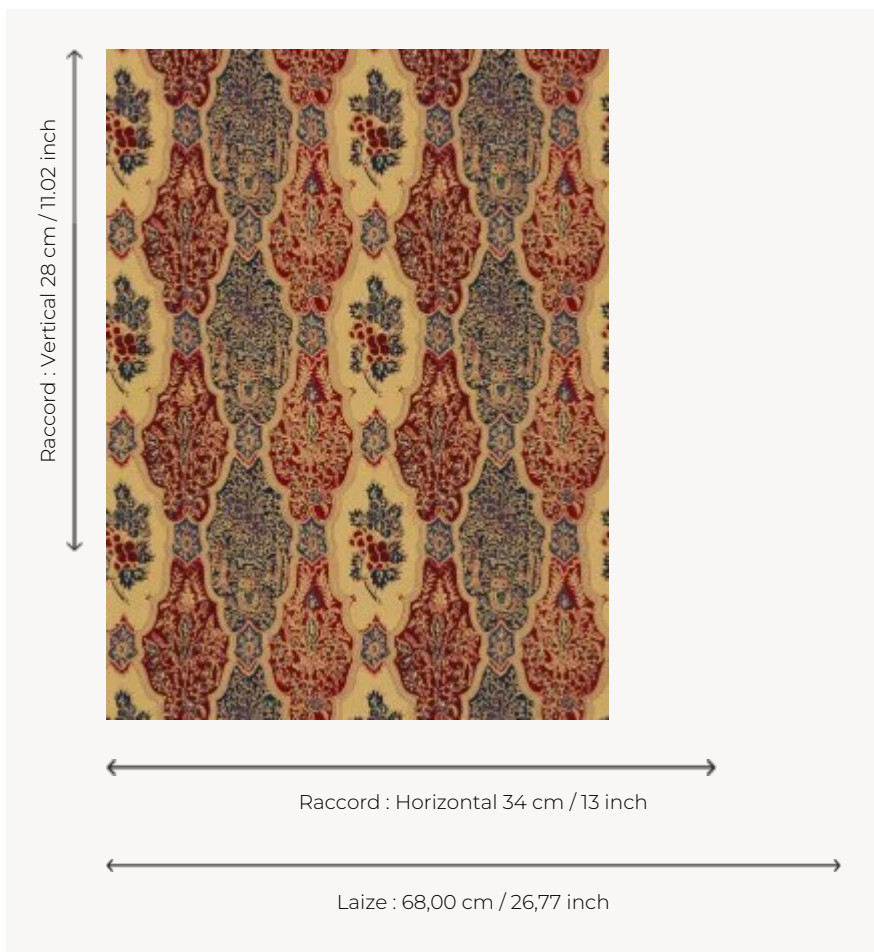 Raccord : Vertical 28 cm / 11.02 inch
Raccord : Horizontal 34 cm / 13 inch
Laize : 68,00 cm / 26,77 inch